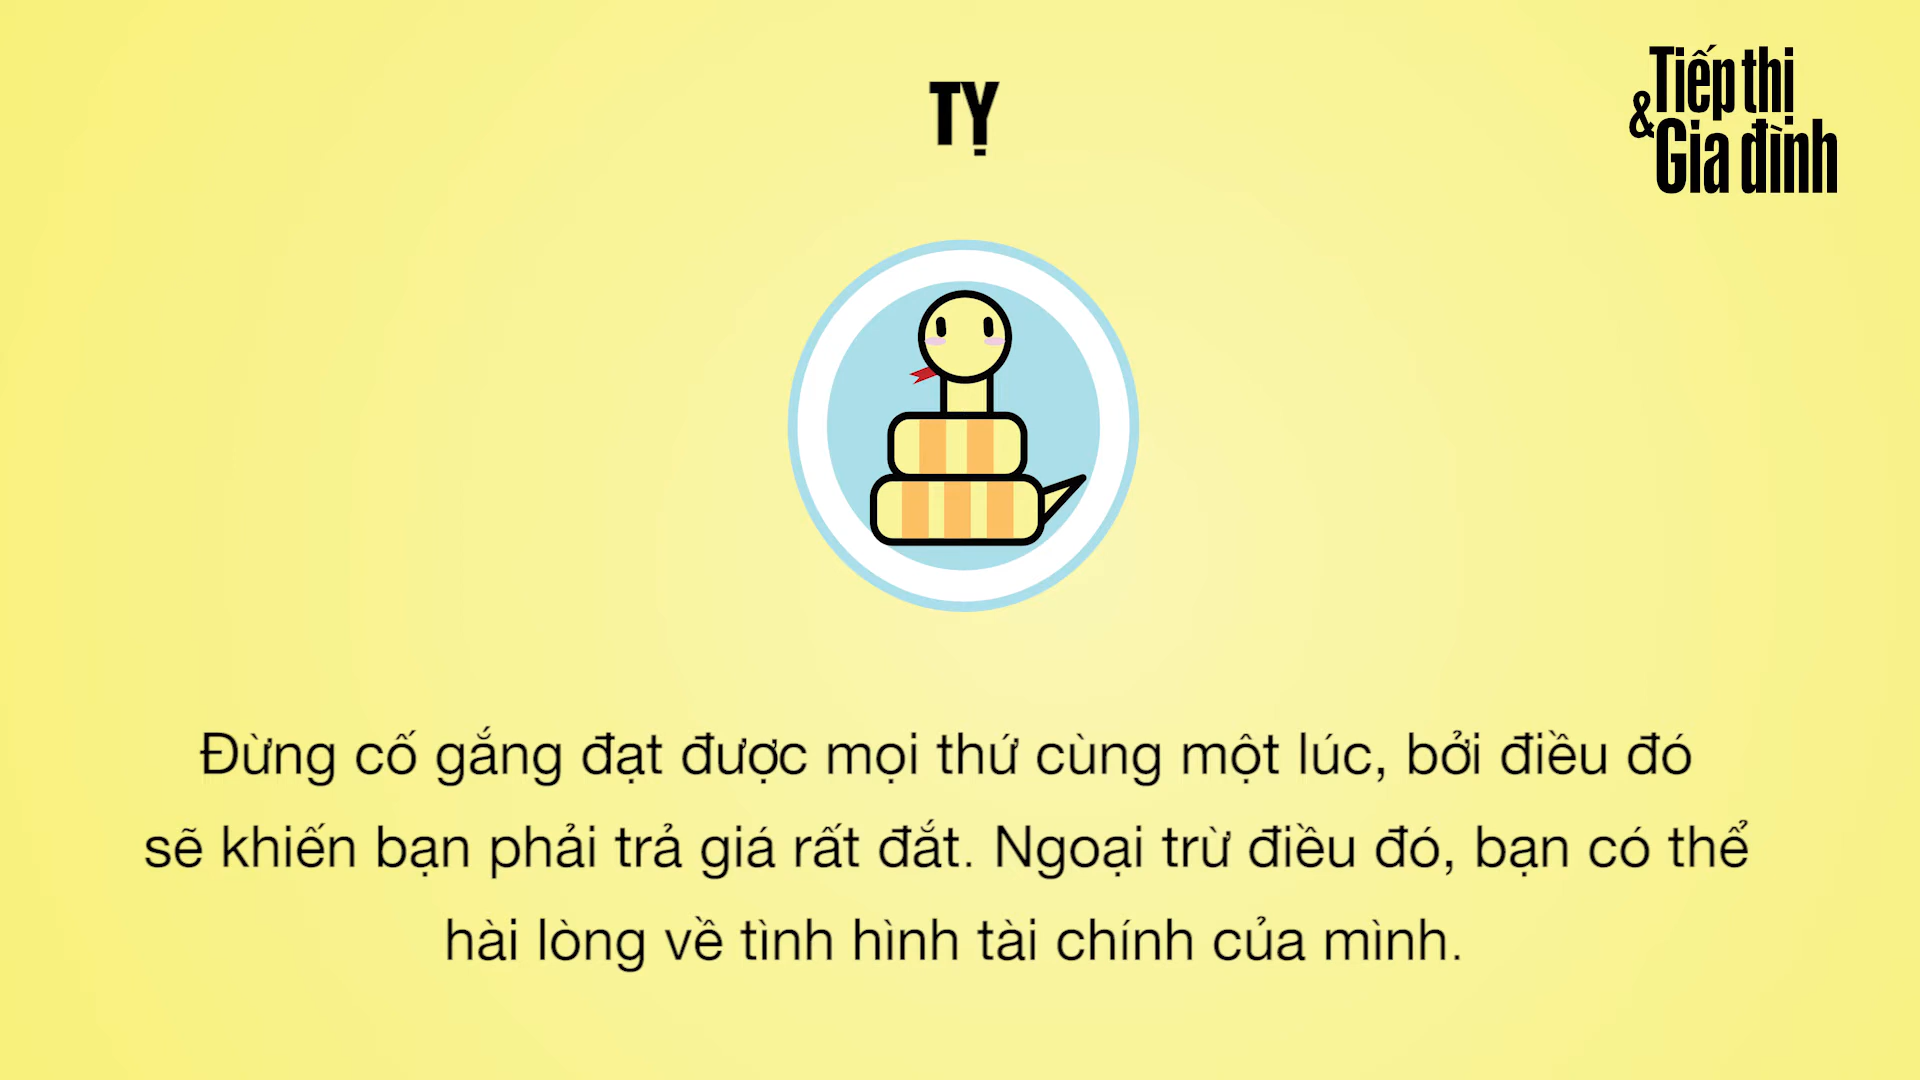 TỴ
Tiếp thị
& Gia đình
Đừng cố gắng đạt được mọi thứ cùng một lúc, bởi điều đó
sẽ khiến bạn phải trả giá rất đắt. Ngoại trừ điều đó, bạn có thể
hài lòng về tình hình tài chính của mình.